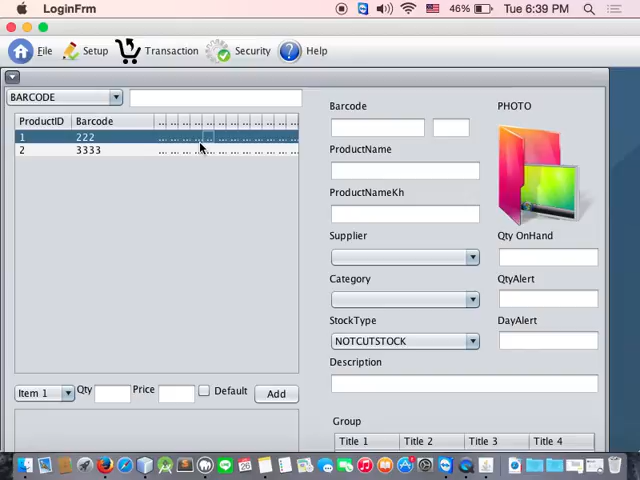 LoginFrm 46% Tue 6:39 PM
File Setup Transaction Security Help
BARCODE
ProductID Barcode ... ... ... ... ... ... ... ... ... ... ... ...
1 222 ... ... ... ... ... ... ... ... ... ... ... ...
2 3333 ... ... ... ... ... ... ... ... ... ... ... ...
Item 1 Qty Price Default Add
Barcode
ProductName
ProductNameKh
Supplier
Category
StockType
NOTCUTSTOCK
Description
Group
Title 1 Title 2 Title 3 Title 4
PHOTO
Qty OnHand
QtyAlert
DayAlert